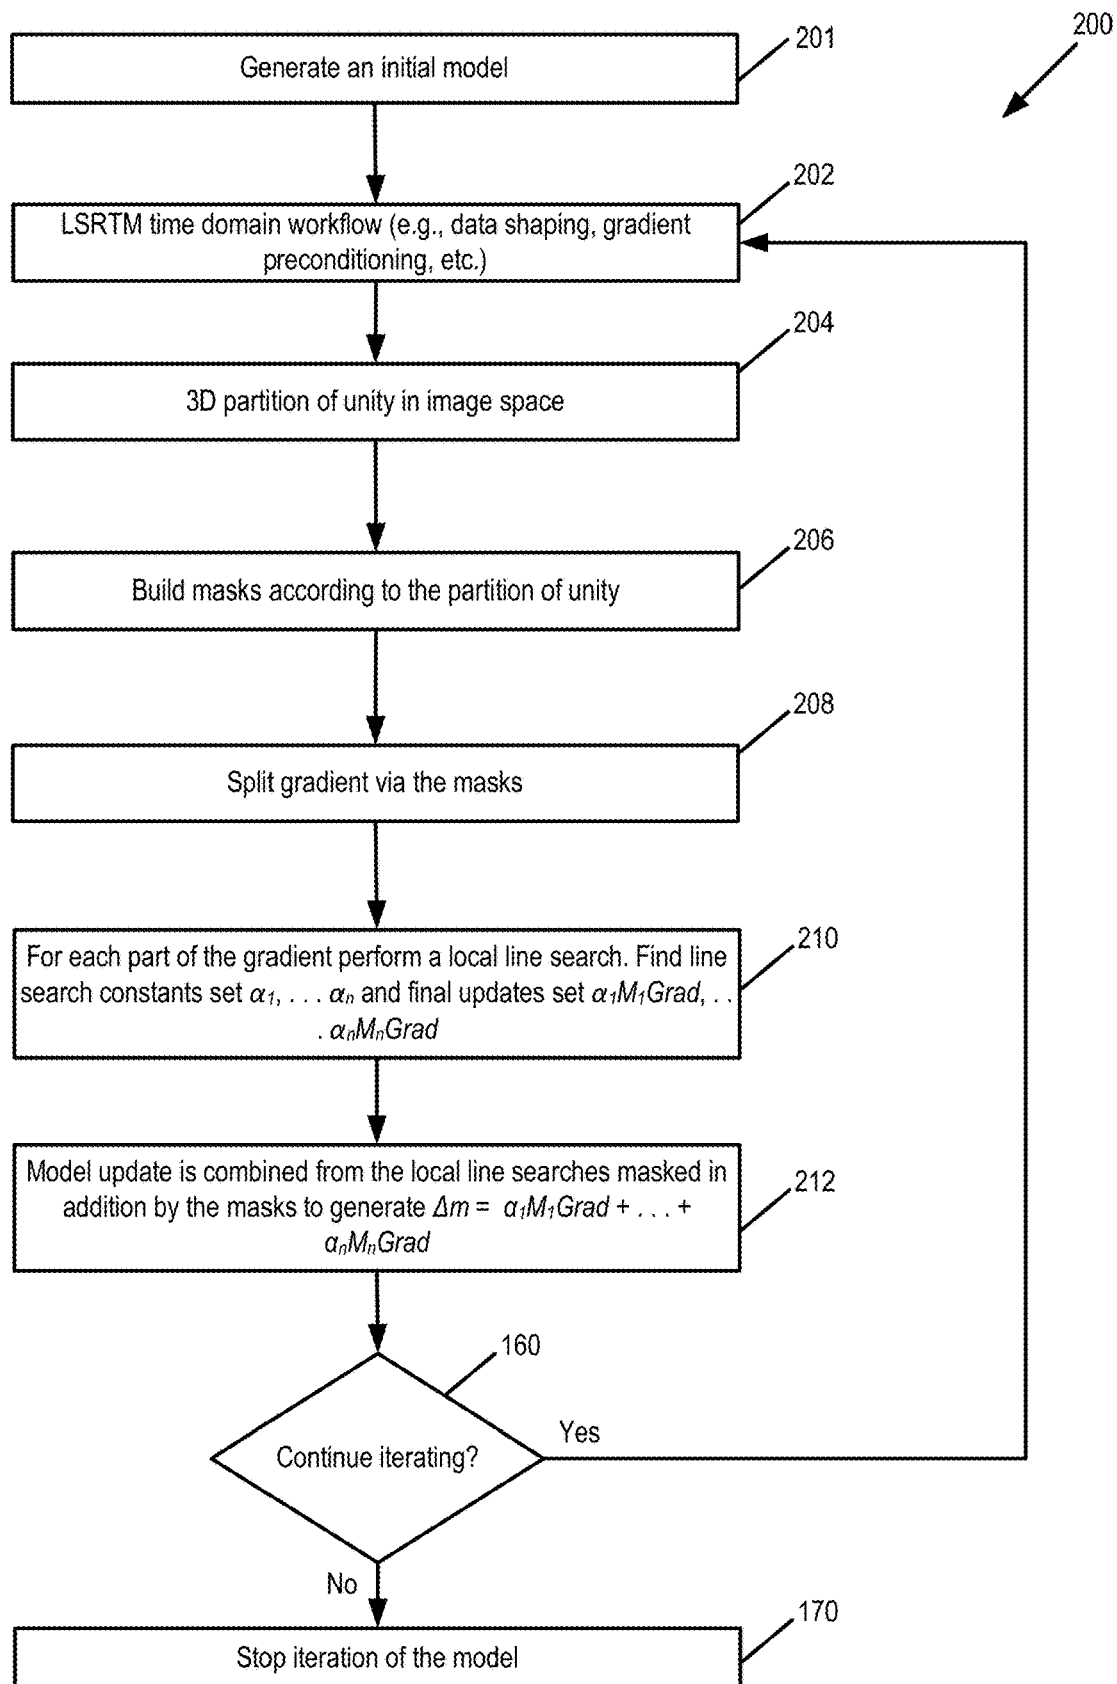 200
201
Generate an initial model
202
LSRTM time domain workflow (e.g., data shaping, gradient
preconditioning, etc.)
204
3D partition of unity in image space
206
Build masks according to the partition of unity
208
Split gradient via the masks
210
For each part of the gradient perform a local line search. Find line
search constants set α₁, . . . αₙ and final updates set α₁M₁Grad, . .
. αₙMₙGrad
212
Model update is combined from the local line searches masked in
addition by the masks to generate Δm = α₁M₁Grad + . . . +
αₙMₙGrad
160
Continue iterating?
Yes
No
170
Stop iteration of the model